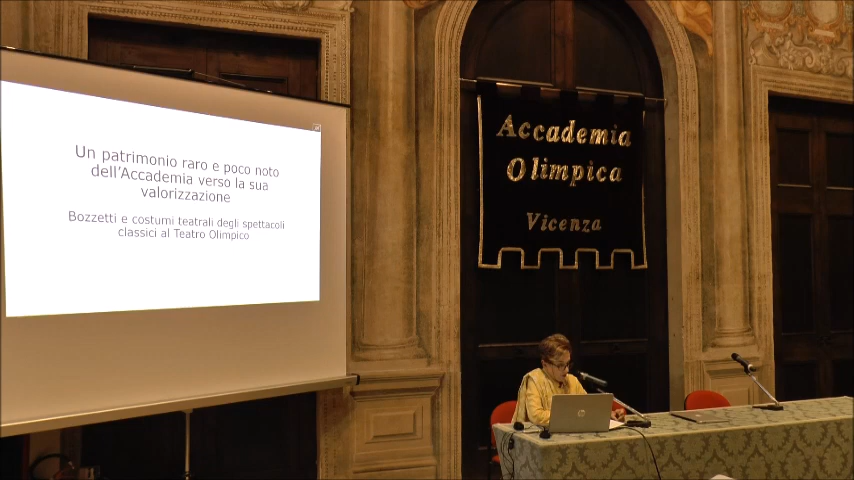 Un patrimonio raro e poco noto
dell'Accademia verso la sua
valorizzazione
Bozzetti e costumi teatrali degli spettacoli
classici al Teatro Olimpico
Accademia
Olimpica
Vicenza